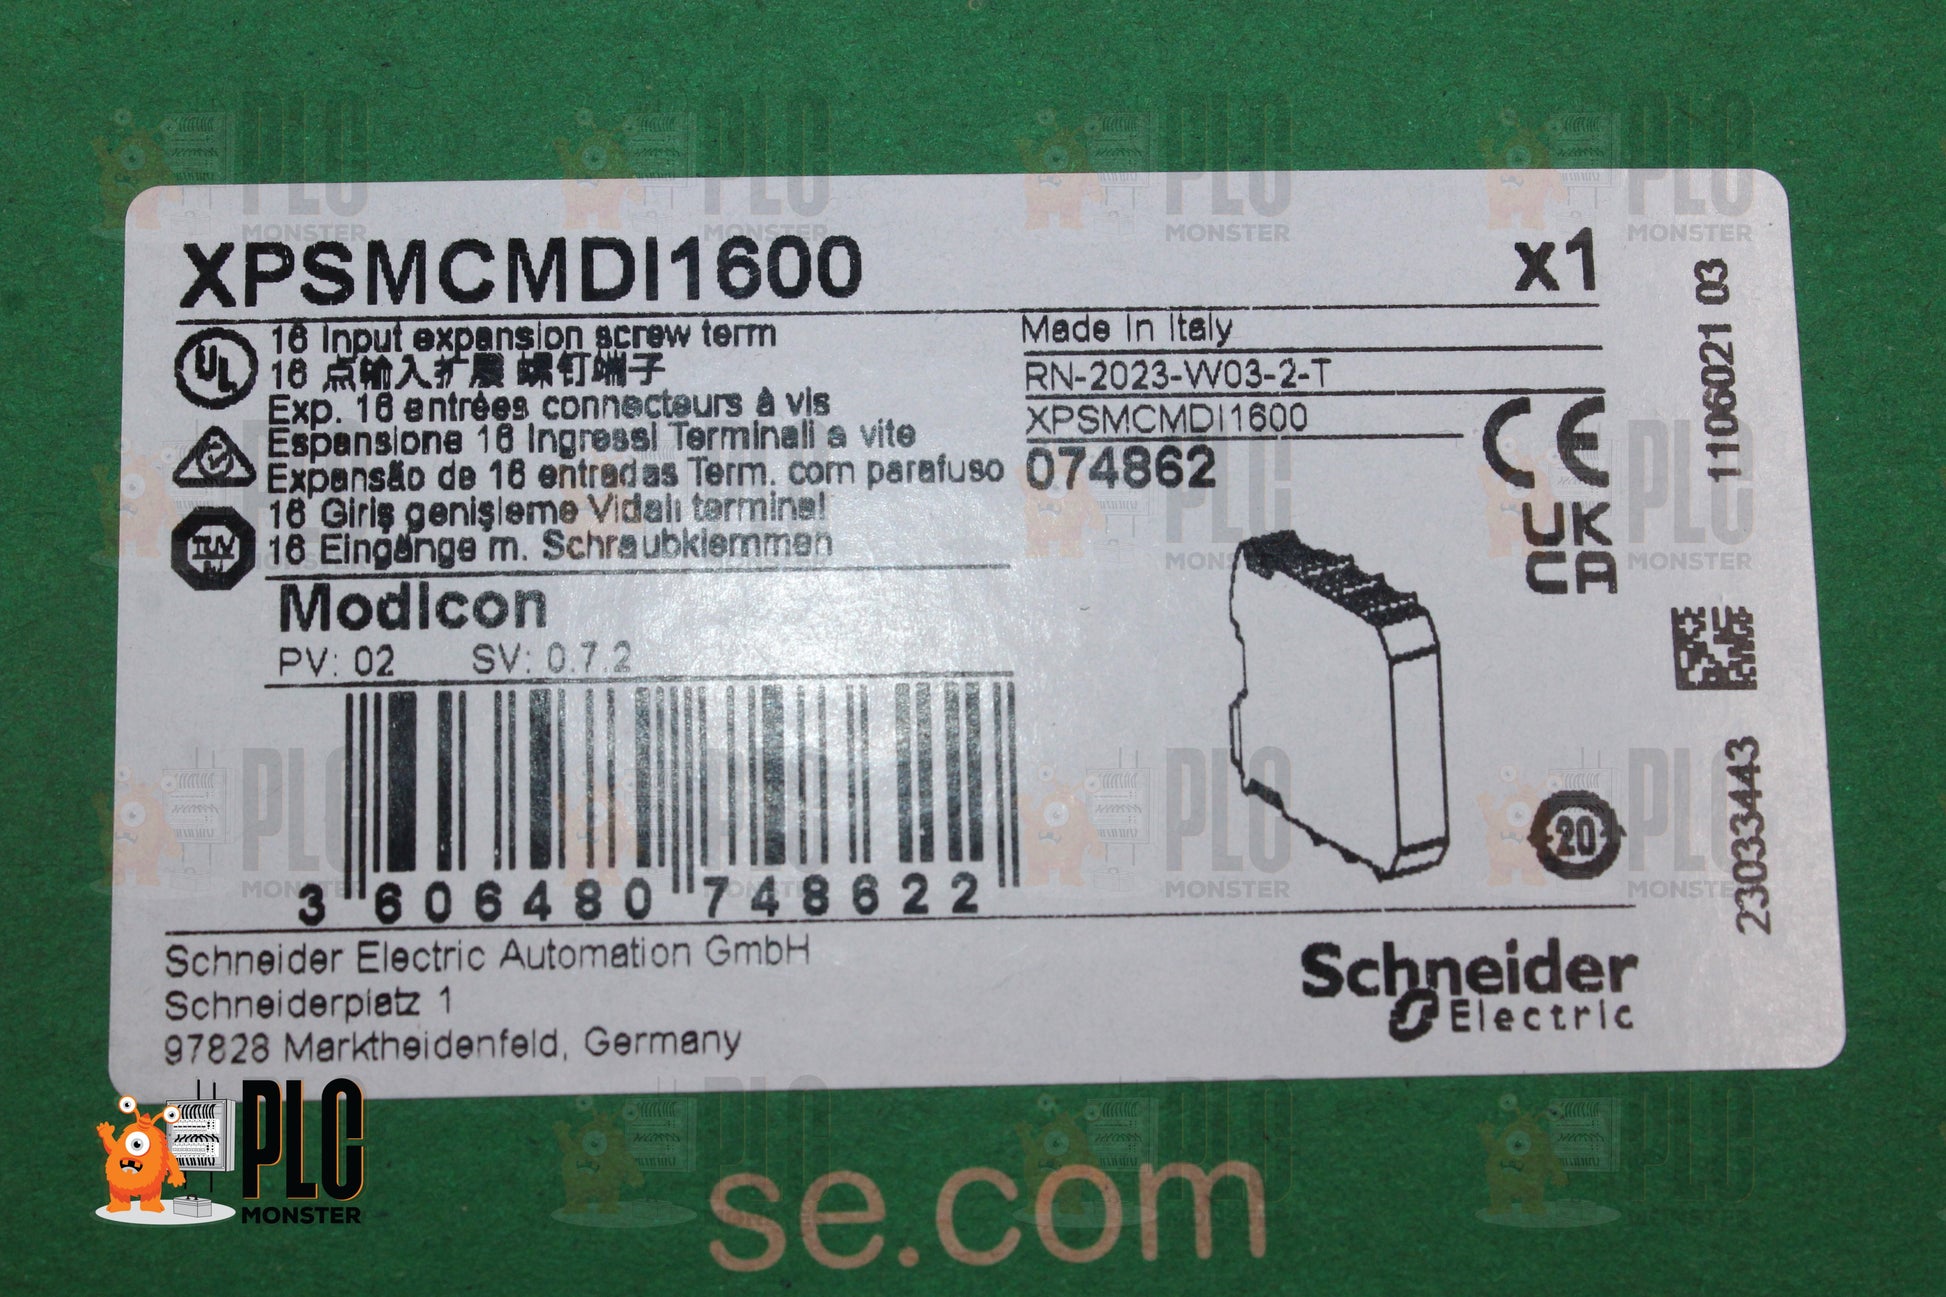 XPSMCMDI1600
x1
16 Input expansion screw term
16 点输入扩展 螺钉端子
Exp. 16 entrées connecteurs à vis
Espansione 16 Ingressi Terminali a vite
Expansão de 16 entradas Term. com parafuso
16 Giriş genişleme Vidalı terminal
16 Eingänge m. Schraubklemmen
Modicon
PV: 02 SV: 0.7.2
Made in Italy
RN-2023-W03-2-T
XPSMCMDI1600
074862
UL
TÜV
CE
UK
CA
20
1106021 03
230333443
3 606480 748622
Schneider Electric Automation GmbH
Schneiderplatz 1
97828 Marktheidenfeld, Germany
Schneider
Electric
PLC
MONSTER
se.com